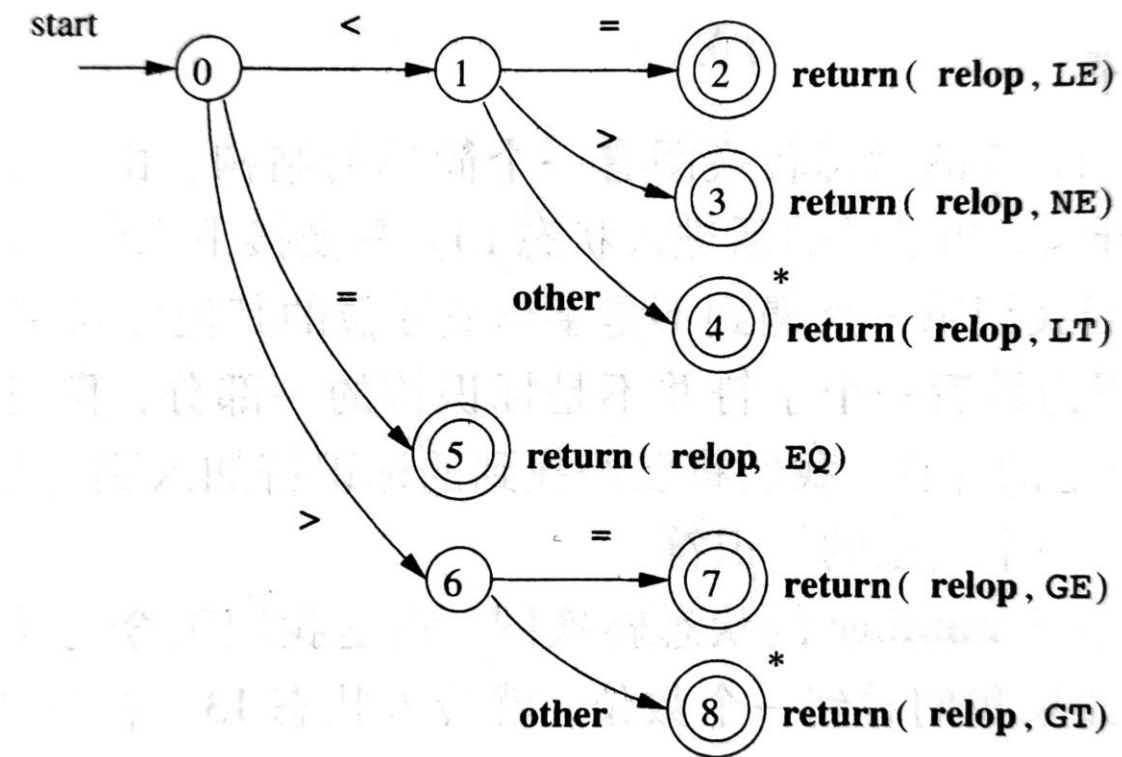 start
<
=
0
1
2
return( relop, LE)
>
3
return( relop, NE)
other
*
4
return( relop, LT)
=
5
return( relop, EQ)
>
=
6
7
return( relop, GE)
other
*
8
return( relop, GT)